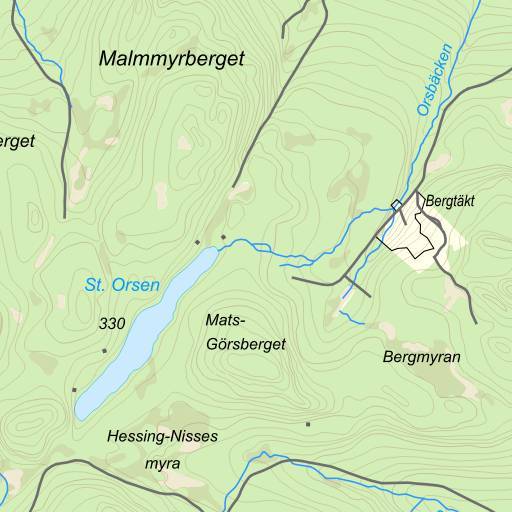 Malmmyrberget
Orsbäcken
erget
Bergtäkt
St. Orsen
330
Mats-
Görsberget
Bergmyran
Hessing-Nisses
myra